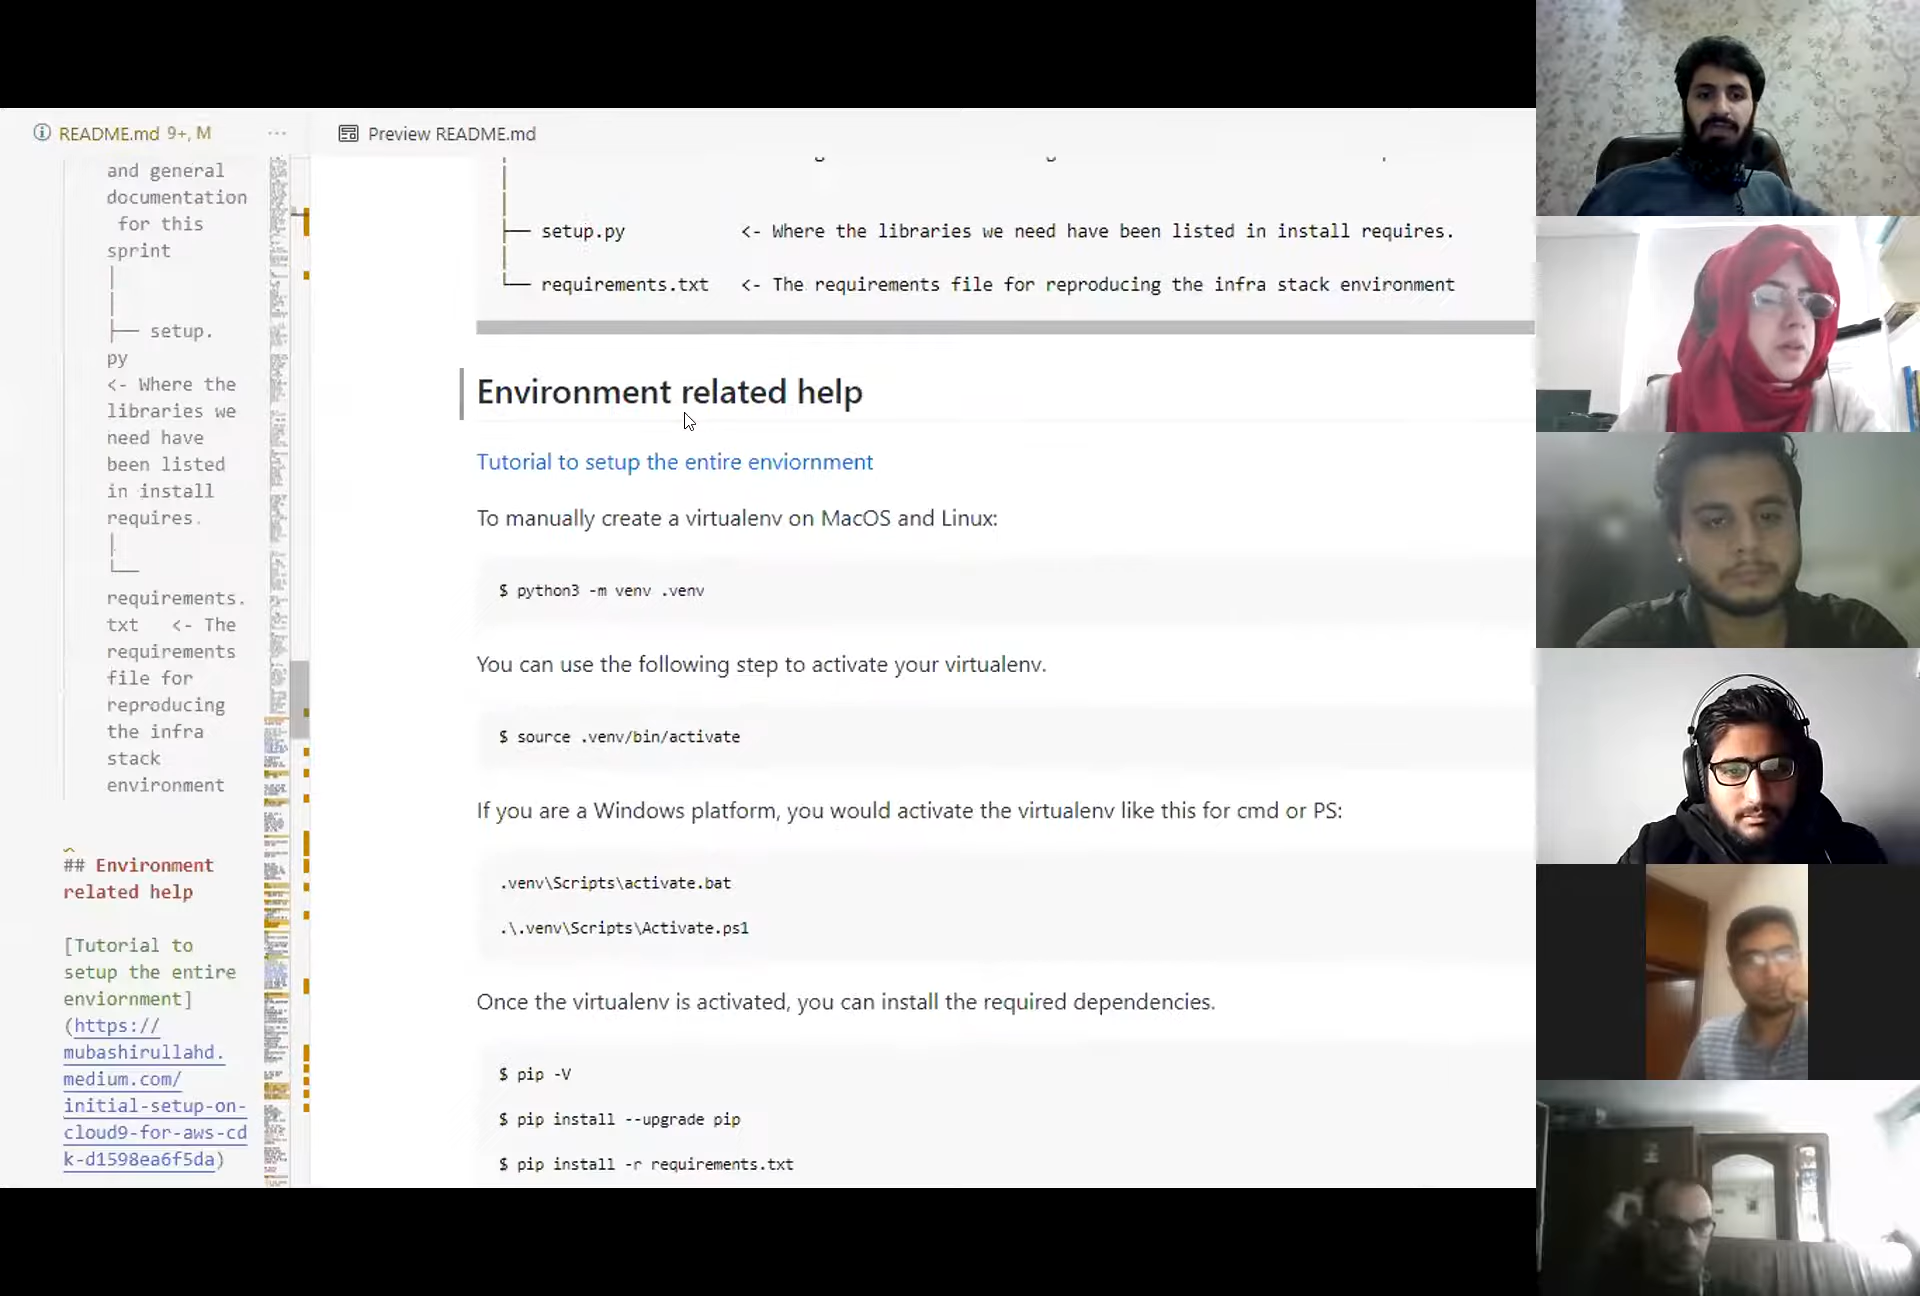 README.md 9+, M
and general
documentation
for this
sprint
├── setup.
py
<- Where the
libraries we
need have
been listed
in install
requires.
└──
requirements.
txt <- The
requirements
file for
reproducing
the infra
stack
environment
## Environment
related help
[Tutorial to
setup the entire
enviornment]
(https://
mubashirullahd.
medium.com/
initial-setup-on-
cloud9-for-aws-cd
k-d1598ea6f5da)
Preview README.md
├── setup.py <- Where the libraries we need have been listed in install requires.
└── requirements.txt <- The requirements file for reproducing the infra stack environment
Environment related help
Tutorial to setup the entire enviornment
To manually create a virtualenv on MacOS and Linux:
$ python3 -m venv .venv
You can use the following step to activate your virtualenv.
$ source .venv/bin/activate
If you are a Windows platform, you would activate the virtualenv like this for cmd or PS:
.venv\Scripts\activate.bat
.\.venv\Scripts\Activate.ps1
Once the virtualenv is activated, you can install the required dependencies.
$ pip -V
$ pip install --upgrade pip
$ pip install -r requirements.txt